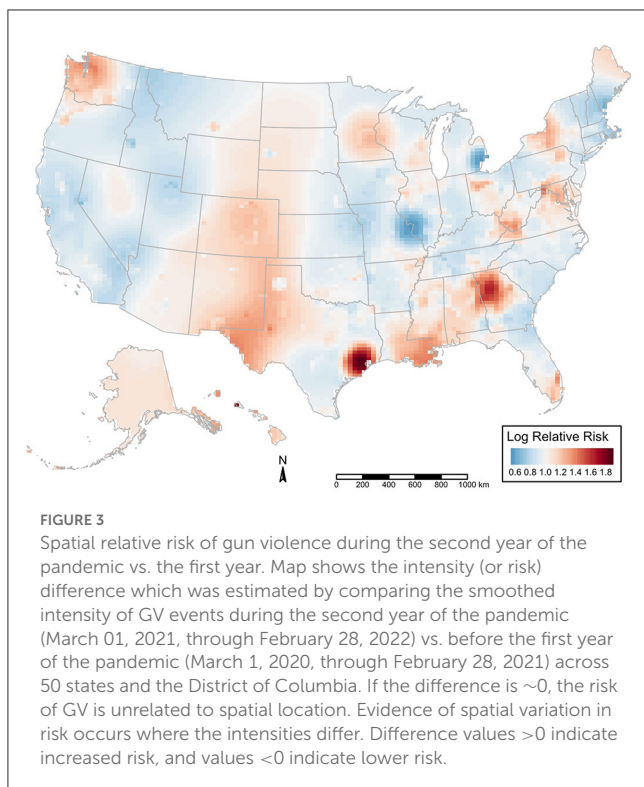 Log Relative Risk
0.6 0.8 1.0 1.2 1.4 1.6 1.8
N
0 200 400 600 800 1000 km
FIGURE 3
Spatial relative risk of gun violence during the second year of the
pandemic vs. the first year. Map shows the intensity (or risk)
difference which was estimated by comparing the smoothed
intensity of GV events during the second year of the pandemic
(March 01, 2021, through February 28, 2022) vs. before the first year
of the pandemic (March 1, 2020, through February 28, 2021) across
50 states and the District of Columbia. If the difference is ~0, the risk
of GV is unrelated to spatial location. Evidence of spatial variation in
risk occurs where the intensities differ. Difference values >0 indicate
increased risk, and values <0 indicate lower risk.